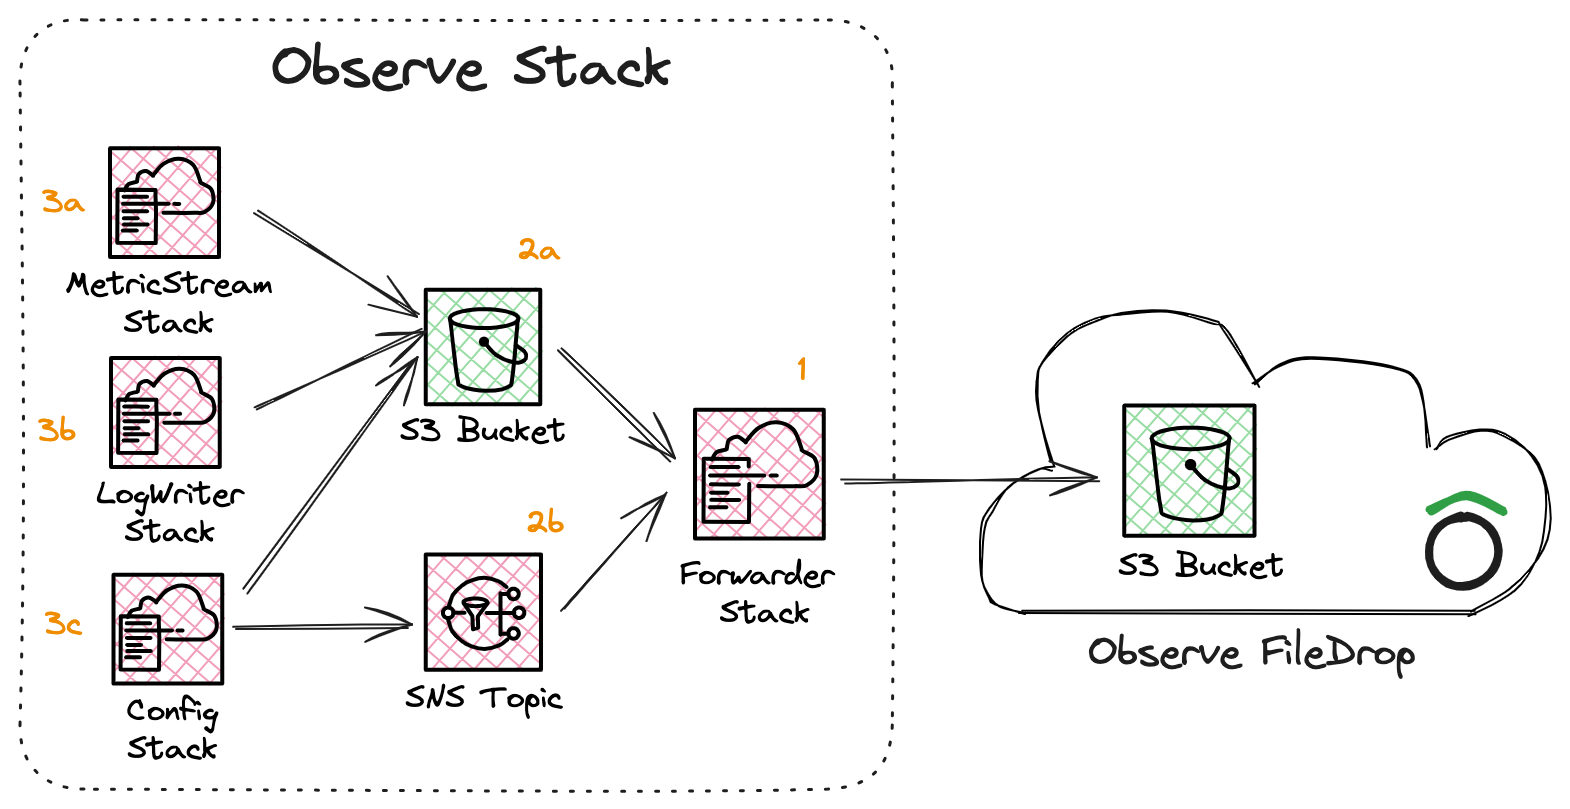 Observe Stack
3a
MetricStream
Stack
3b
LogWriter
Stack
3c
Config
Stack
2a
S3 Bucket
2b
SNS Topic
1
Forwarder
Stack
S3 Bucket
Observe FileDrop